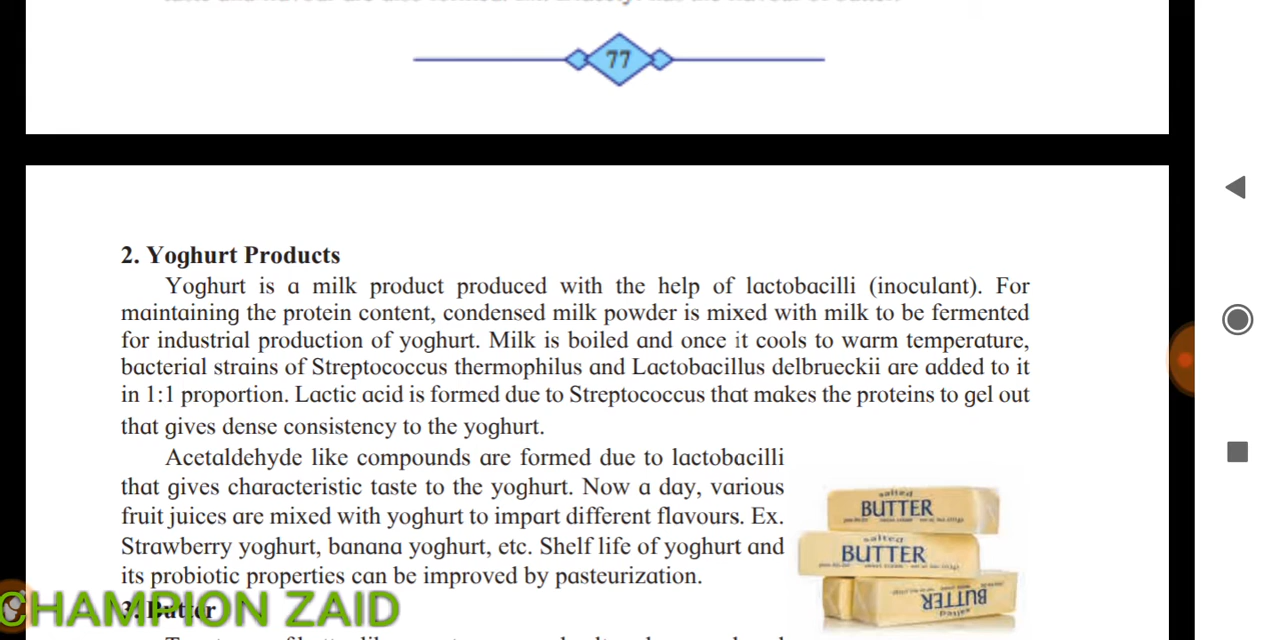 77
2. Yoghurt Products
Yoghurt is a milk product produced with the help of lactobacilli (inoculant). For
maintaining the protein content, condensed milk powder is mixed with milk to be fermented
for industrial production of yoghurt. Milk is boiled and once it cools to warm temperature,
bacterial strains of Streptococcus thermophilus and Lactobacillus delbrueckii are added to it
in 1:1 proportion. Lactic acid is formed due to Streptococcus that makes the proteins to gel out
that gives dense consistency to the yoghurt.
Acetaldehyde like compounds are formed due to lactobacilli
that gives characteristic taste to the yoghurt. Now a day, various
fruit juices are mixed with yoghurt to impart different flavours. Ex.
Strawberry yoghurt, banana yoghurt, etc. Shelf life of yoghurt and
its probiotic properties can be improved by pasteurization.
salted
BUTTER
salted
BUTTER
BUTTER
salted
3. Butter
CHAMPION ZAID